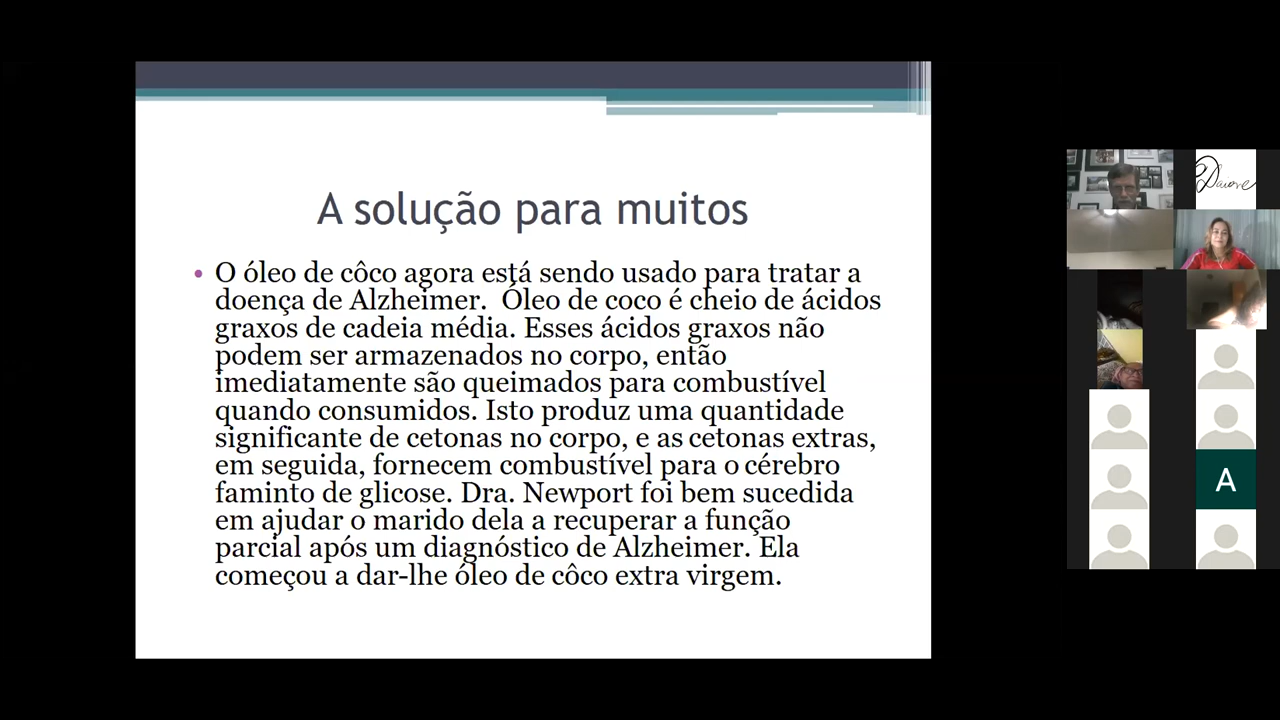 A solução para muitos
• O óleo de côco agora está sendo usado para tratar a
doença de Alzheimer.  Óleo de coco é cheio de ácidos
graxos de cadeia média. Esses ácidos graxos não
podem ser armazenados no corpo, então
imediatamente são queimados para combustível
quando consumidos. Isto produz uma quantidade
significante de cetonas no corpo, e as cetonas extras,
em seguida, fornecem combustível para o cérebro
faminto de glicose. Dra. Newport foi bem sucedida
em ajudar o marido dela a recuperar a função
parcial após um diagnóstico de Alzheimer. Ela
começou a dar-lhe óleo de côco extra virgem.
A